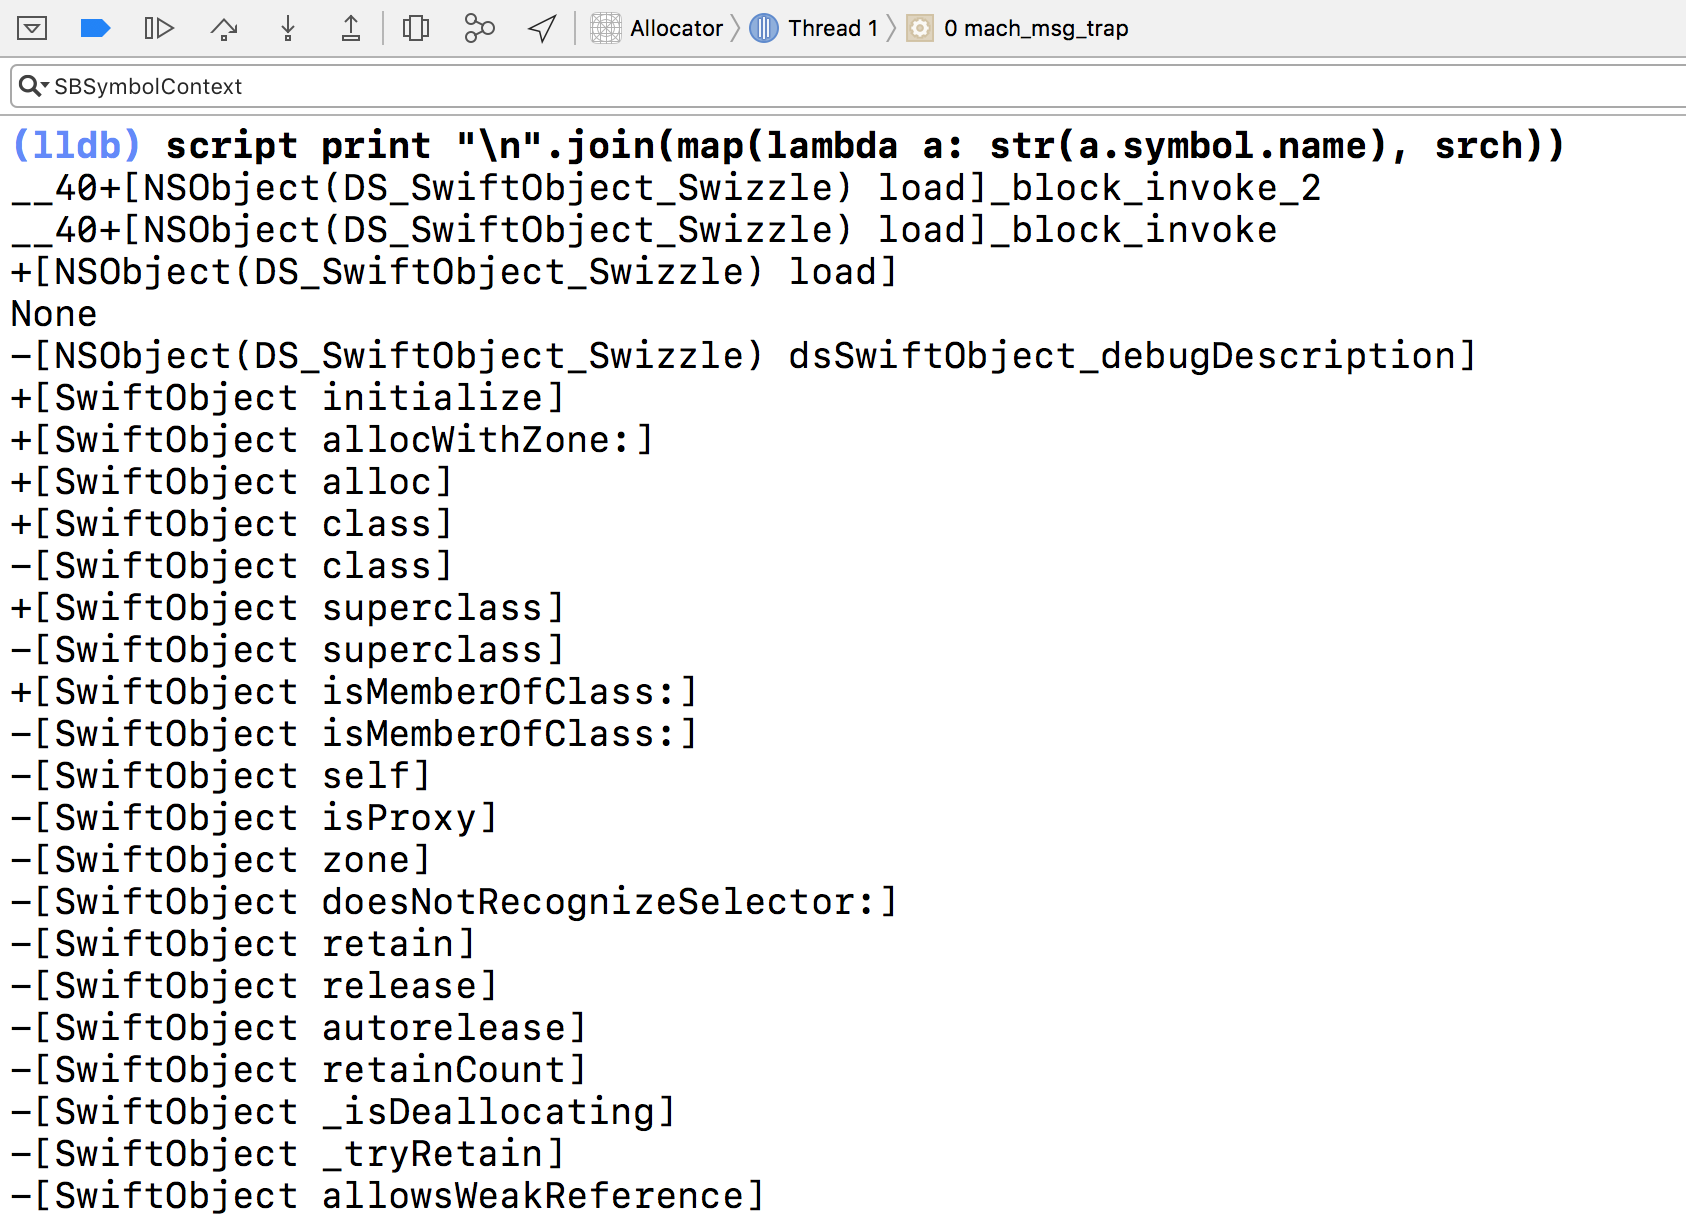 Allocator Thread 1 0 mach_msg_trap
SBSymbolContext
(lldb) script print "\n".join(map(lambda a: str(a.symbol.name), srch))
__40+[NSObject(DS_SwiftObject_Swizzle) load]_block_invoke_2
__40+[NSObject(DS_SwiftObject_Swizzle) load]_block_invoke
+[NSObject(DS_SwiftObject_Swizzle) load]
None
-[NSObject(DS_SwiftObject_Swizzle) dsSwiftObject_debugDescription]
+[SwiftObject initialize]
+[SwiftObject allocWithZone:]
+[SwiftObject alloc]
+[SwiftObject class]
-[SwiftObject class]
+[SwiftObject superclass]
-[SwiftObject superclass]
+[SwiftObject isMemberOfClass:]
-[SwiftObject isMemberOfClass:]
-[SwiftObject self]
-[SwiftObject isProxy]
-[SwiftObject zone]
-[SwiftObject doesNotRecognizeSelector:]
-[SwiftObject retain]
-[SwiftObject release]
-[SwiftObject autorelease]
-[SwiftObject retainCount]
-[SwiftObject _isDeallocating]
-[SwiftObject _tryRetain]
-[SwiftObject allowsWeakReference]